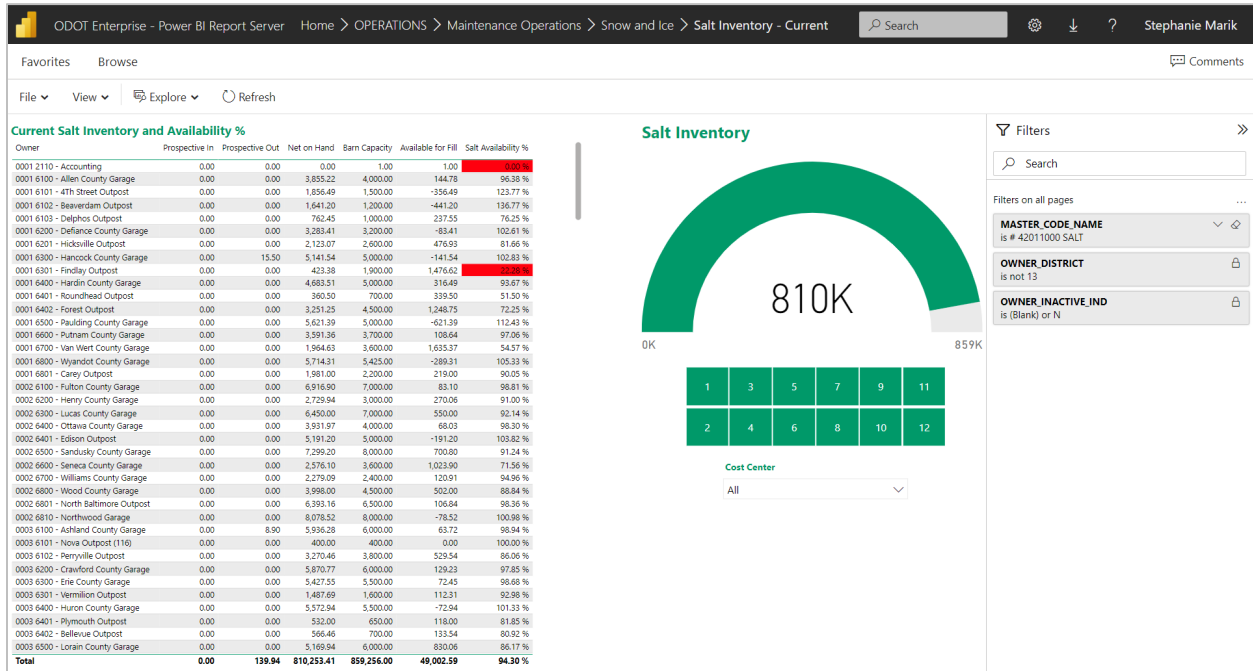 ODOT Enterprise - Power BI Report Server Home > OPERATIONS > Maintenance Operations > Snow and Ice > Salt Inventory - Current Search ? Stephanie Marik
Favorites Browse Comments
File View Explore Refresh
Current Salt Inventory and Availability %
Owner Prospective In Prospective Out Net on Hand Barn Capacity Available for Fill Salt Availability %
0001 2110 - Accounting 0.00 0.00 0.00 1.00 1.00 0.00 %
0001 6100 - Allen County Garage 0.00 0.00 3,855.22 4,000.00 144.78 96.38 %
0001 6101 - 4Th Street Outpost 0.00 0.00 1,856.49 1,500.00 -356.49 123.77 %
0001 6102 - Beaverdam Outpost 0.00 0.00 1,641.20 1,200.00 -441.20 136.77 %
0001 6103 - Delphos Outpost 0.00 0.00 762.45 1,000.00 237.55 76.25 %
0001 6200 - Defiance County Garage 0.00 0.00 3,283.41 3,200.00 -83.41 102.61 %
0001 6201 - Hicksville Outpost 0.00 0.00 2,123.07 2,600.00 476.93 81.66 %
0001 6300 - Hancock County Garage 0.00 15.50 5,141.54 5,000.00 -141.54 102.83 %
0001 6301 - Findlay Outpost 0.00 0.00 423.38 1,900.00 1,476.62 22.28 %
0001 6400 - Hardin County Garage 0.00 0.00 4,683.51 5,000.00 316.49 93.67 %
0001 6401 - Roundhead Outpost 0.00 0.00 360.50 700.00 339.50 51.50 %
0001 6402 - Forest Outpost 0.00 0.00 3,251.25 4,500.00 1,248.75 72.25 %
0001 6500 - Paulding County Garage 0.00 0.00 5,621.39 5,000.00 -621.39 112.43 %
0001 6600 - Putnam County Garage 0.00 0.00 3,591.36 3,700.00 108.64 97.06 %
0001 6700 - Van Wert County Garage 0.00 0.00 1,964.63 3,600.00 1,635.37 54.57 %
0001 6800 - Wyandot County Garage 0.00 0.00 5,714.31 5,425.00 -289.31 105.33 %
0001 6801 - Carey Outpost 0.00 0.00 1,981.00 2,200.00 219.00 90.05 %
0002 6100 - Fulton County Garage 0.00 0.00 6,916.90 7,000.00 83.10 98.81 %
0002 6200 - Henry County Garage 0.00 0.00 2,729.94 3,000.00 270.06 91.00 %
0002 6300 - Lucas County Garage 0.00 0.00 6,450.00 7,000.00 550.00 92.14 %
0002 6400 - Ottawa County Garage 0.00 0.00 3,931.97 4,000.00 68.03 98.30 %
0002 6401 - Edison Outpost 0.00 0.00 5,191.20 5,000.00 -191.20 103.82 %
0002 6500 - Sandusky County Garage 0.00 0.00 7,299.20 8,000.00 700.80 91.24 %
0002 6600 - Seneca County Garage 0.00 0.00 2,576.10 3,600.00 1,023.90 71.56 %
0002 6700 - Williams County Garage 0.00 0.00 2,279.09 2,400.00 120.91 94.96 %
0002 6800 - Wood County Garage 0.00 0.00 3,998.00 4,500.00 502.00 88.84 %
0002 6801 - North Baltimore Outpost 0.00 0.00 6,393.16 6,500.00 106.84 98.36 %
0002 6810 - Northwood Garage 0.00 0.00 8,078.52 8,000.00 -78.52 100.98 %
0003 6100 - Ashland County Garage 0.00 8.90 5,936.28 6,000.00 63.72 98.94 %
0003 6101 - Nova Outpost (116) 0.00 0.00 400.00 400.00 0.00 100.00 %
0003 6102 - Perryville Outpost 0.00 0.00 3,270.46 3,800.00 529.54 86.06 %
0003 6200 - Crawford County Garage 0.00 0.00 5,870.77 6,000.00 129.23 97.85 %
0003 6300 - Erie County Garage 0.00 0.00 5,427.55 5,500.00 72.45 98.68 %
0003 6301 - Vermilion Outpost 0.00 0.00 1,487.69 1,600.00 112.31 92.98 %
0003 6400 - Huron County Garage 0.00 0.00 5,572.94 5,500.00 -72.94 101.33 %
0003 6401 - Plymouth Outpost 0.00 0.00 532.00 650.00 118.00 81.85 %
0003 6402 - Bellevue Outpost 0.00 0.00 566.46 700.00 133.54 80.92 %
0003 6500 - Lorain County Garage 0.00 0.00 5,169.94 6,000.00 830.06 86.17 %
Total 0.00 139.94 810,253.41 859,256.00 49,002.59 94.30 %
Salt Inventory
810K
0K 859K
1 3 5 7 9 11
2 4 6 8 10 12
Cost Center
All
Filters
Search
Filters on all pages ...
MASTER_CODE_NAME
is # 42011000 SALT
OWNER_DISTRICT
is not 13
OWNER_INACTIVE_IND
is (Blank) or N